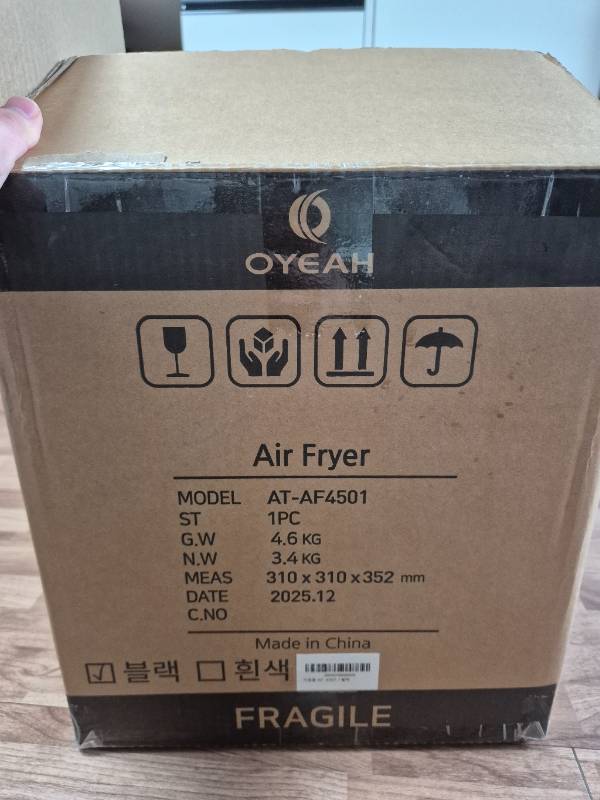 OYEAH
Air Fryer
MODEL AT-AF4501
ST 1PC
G.W 4.6 KG
N.W 3.4 KG
MEAS 310 x 310 x 352 mm
DATE 2025.12
C.NO
Made in China
블랙 흰색
FRAGILE